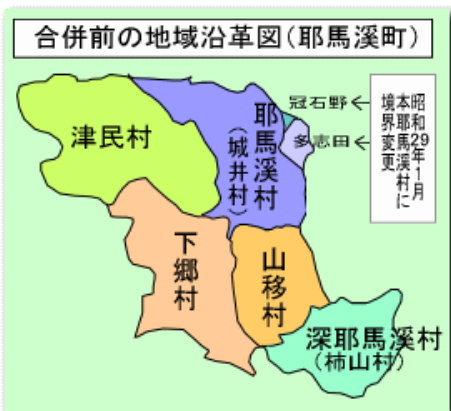 合併前の地域沿革図(耶馬溪町)
津民村
耶馬溪村
(城井村)
冠石野
多志田
昭和29年1月
本耶馬溪村に
境界変更
下郷村
山移村
深耶馬溪村
(柿山村)